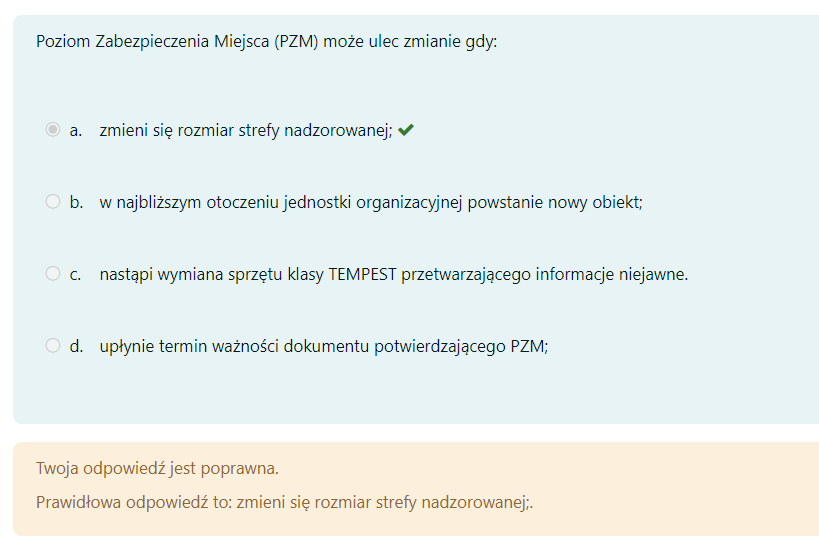 Poziom Zabezpieczenia Miejsca (PZM) może ulec zmianie gdy:
a. zmieni się rozmiar strefy nadzorowanej;
b. w najbliższym otoczeniu jednostki organizacyjnej powstanie nowy obiekt;
c. nastąpi wymiana sprzętu klasy TEMPEST przetwarzającego informacje niejawne.
d. upłynie termin ważności dokumentu potwierdzającego PZM;
Twoja odpowiedź jest poprawna.
Prawidłowa odpowiedź to: zmieni się rozmiar strefy nadzorowanej;.